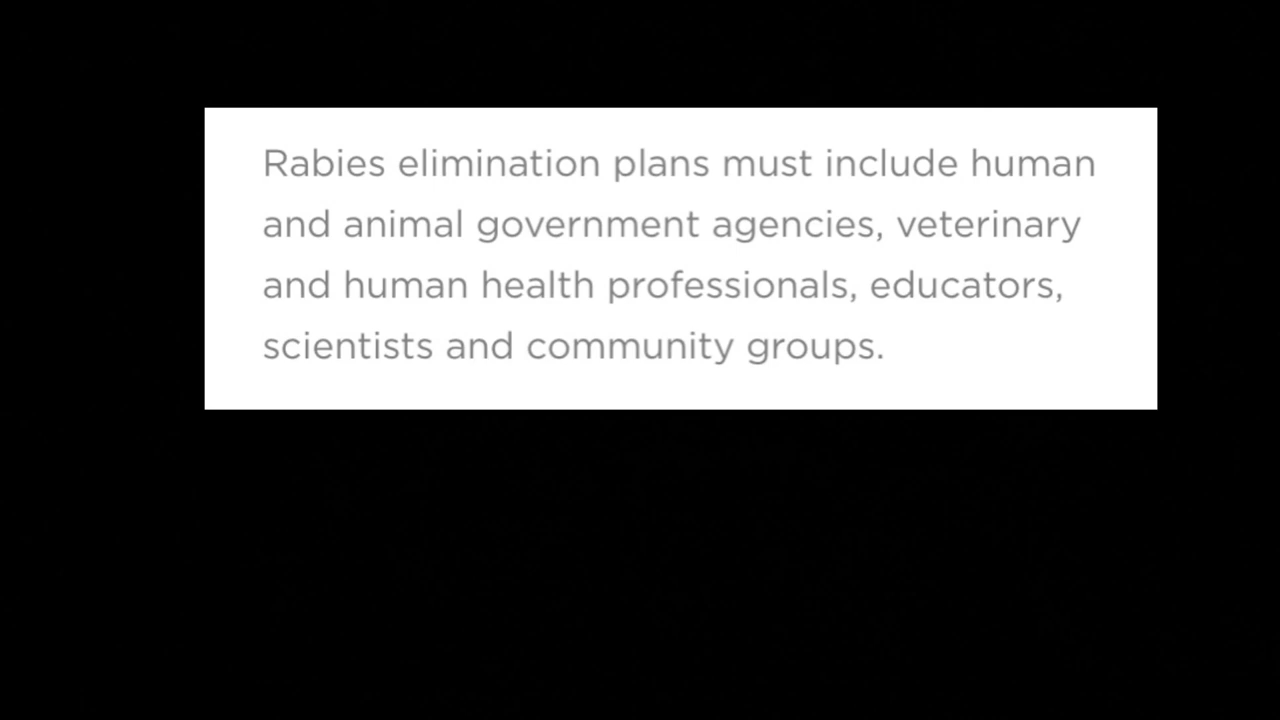 Rabies elimination plans must include human
and animal government agencies, veterinary
and human health professionals, educators,
scientists and community groups.